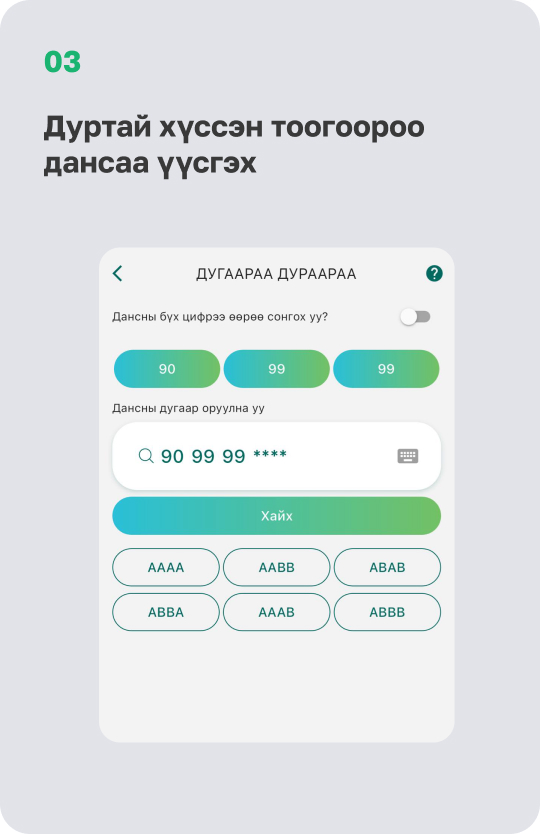 03
Дуртай хүссэн тоогоороо
дансаа үүсгэх
ДУГААРАА ДУРААРАА
?
Дансны бүх цифрээ өөрөө сонгох уу?
90 99 99
Дансны дугаар оруулна уу
90 99 99 ****
Хайх
AAAA AABB ABAB
ABBA AAAB ABBB